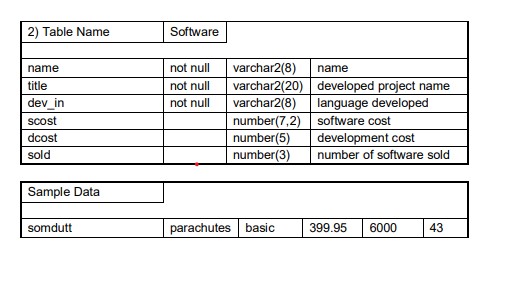 2) Table Name Software
name not null varchar2(8) name
title not null varchar2(20) developed project name
dev_in not null varchar2(8) language developed
scost number(7,2) software cost
dcost number(5) development cost
sold number(3) number of software sold
Sample Data
somdutt parachutes basic 399.95 6000 43